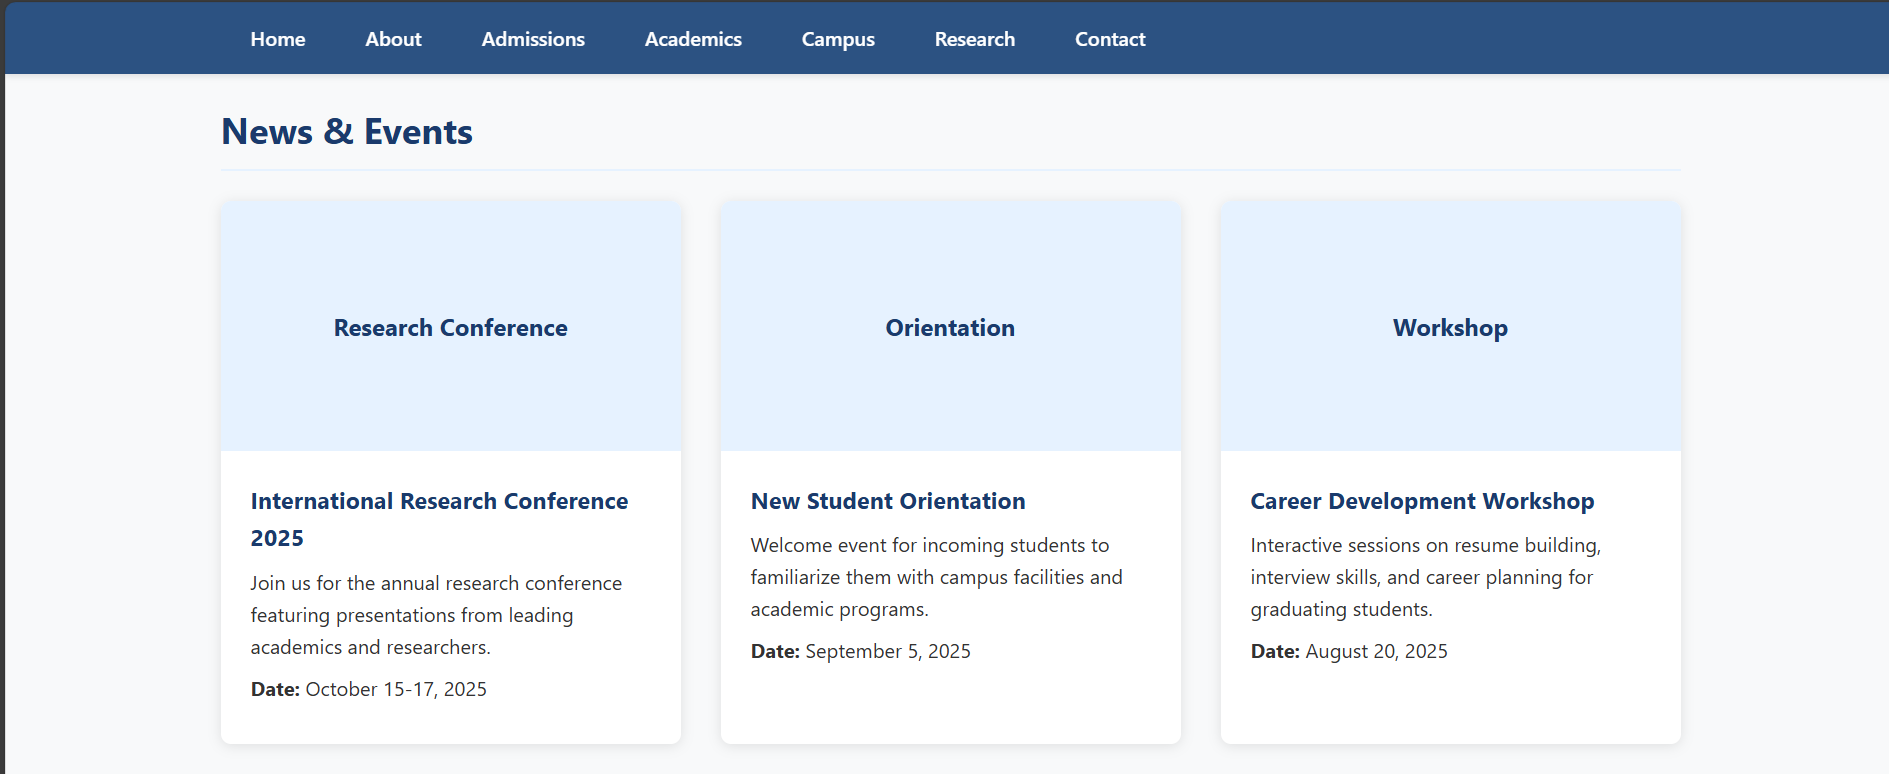 Home About Admissions Academics Campus Research Contact
News & Events
Research Conference
International Research Conference
2025
Join us for the annual research conference
featuring presentations from leading
academics and researchers.
Date: October 15-17, 2025
Orientation
New Student Orientation
Welcome event for incoming students to
familiarize them with campus facilities and
academic programs.
Date: September 5, 2025
Workshop
Career Development Workshop
Interactive sessions on resume building,
interview skills, and career planning for
graduating students.
Date: August 20, 2025